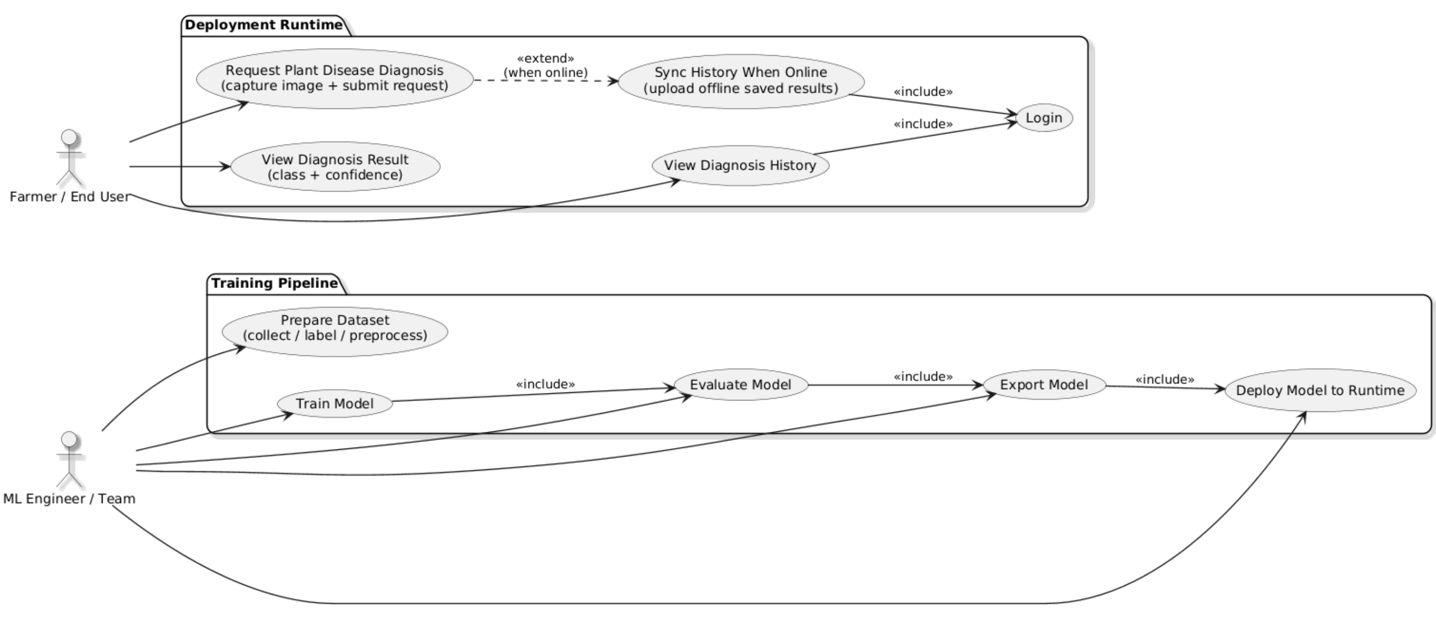 Deployment Runtime
Request Plant Disease Diagnosis
(capture image + submit request)
«extend»
(when online)
Sync History When Online
(upload offline saved results)
«include»
Login
«include»
View Diagnosis Result
(class + confidence)
View Diagnosis History
Farmer / End User
Training Pipeline
Prepare Dataset
(collect / label / preprocess)
Train Model
«include»
Evaluate Model
«include»
Export Model
«include»
Deploy Model to Runtime
ML Engineer / Team